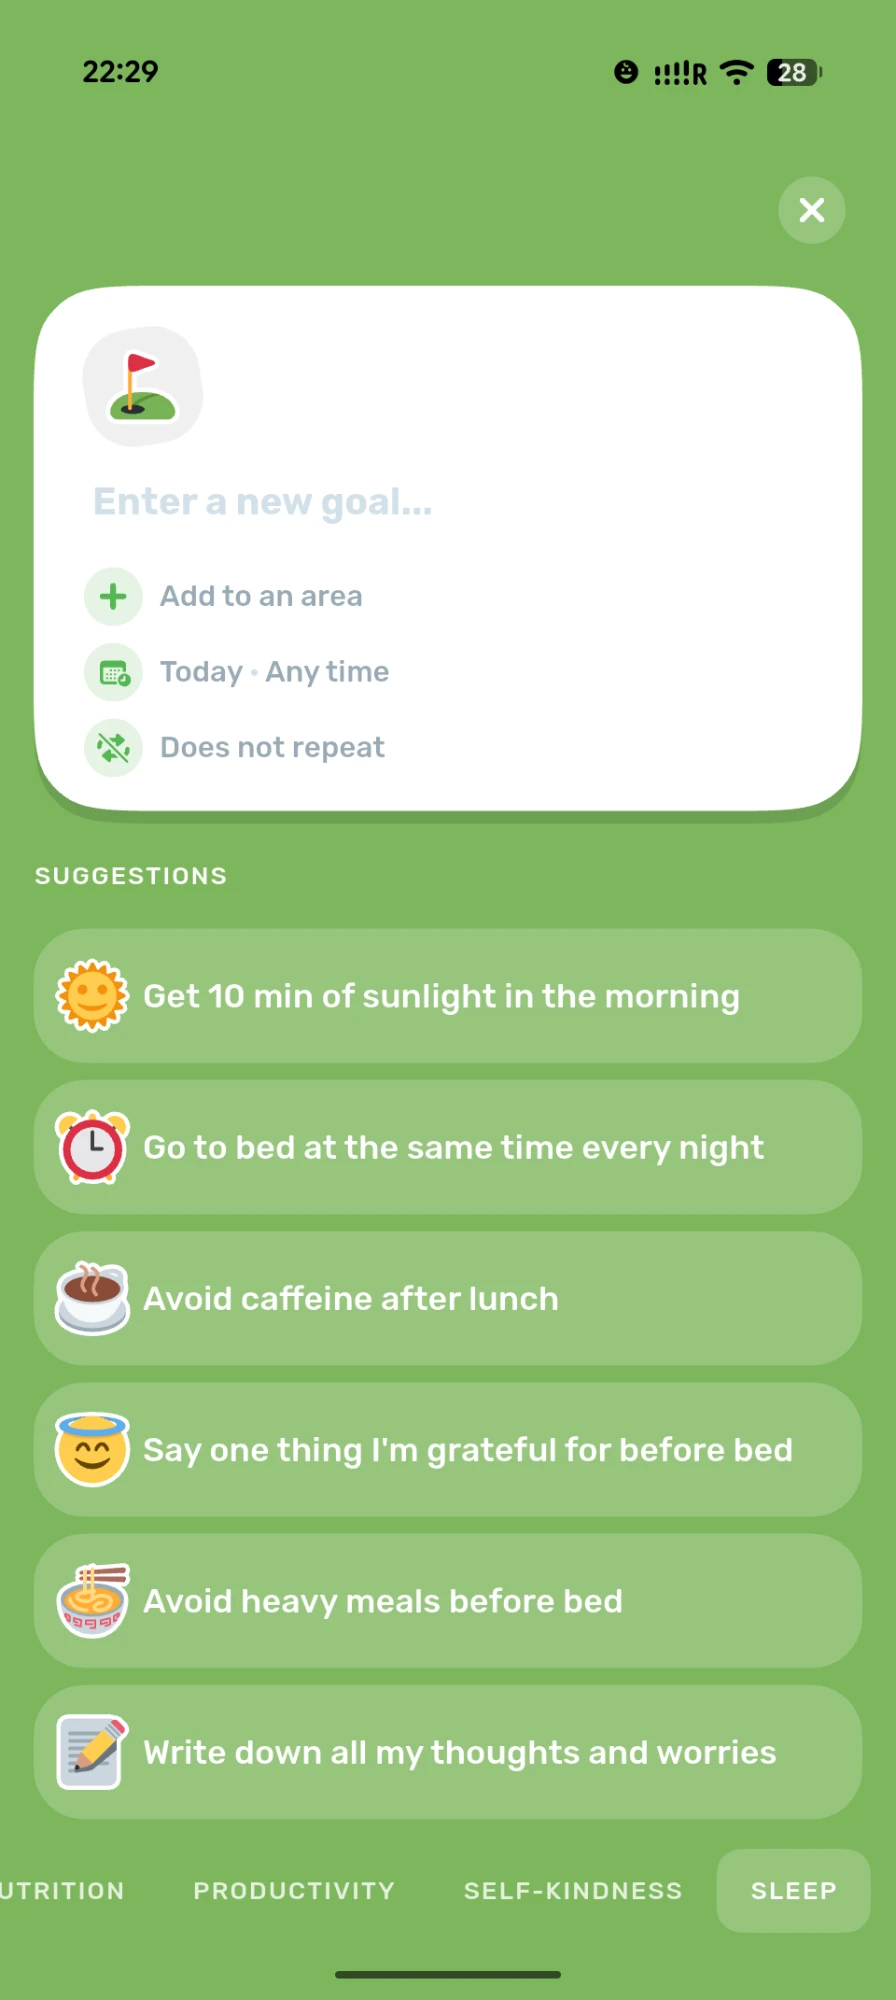 22:29
R
28
Enter a new goal...
Add to an area
Today • Any time
Does not repeat
SUGGESTIONS
Get 10 min of sunlight in the morning
Go to bed at the same time every night
Avoid caffeine after lunch
Say one thing I'm grateful for before bed
Avoid heavy meals before bed
Write down all my thoughts and worries
UTRITION PRODUCTIVITY SELF-KINDNESS SLEEP